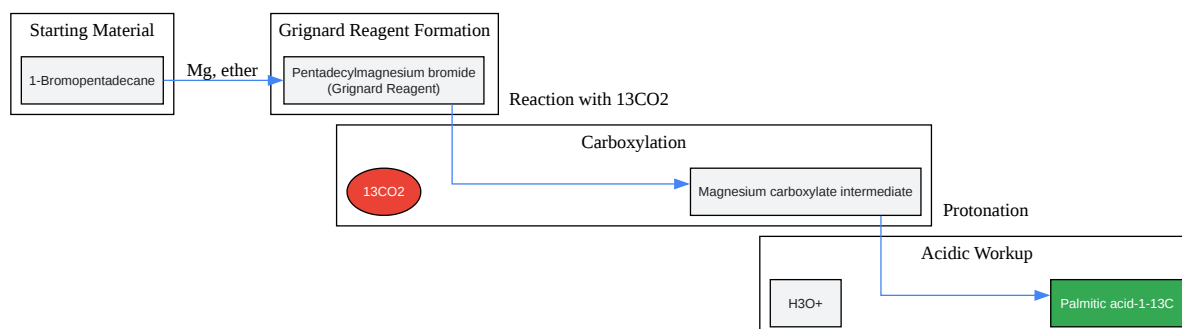 Starting Material
1-Bromopentadecane
Mg, ether
Grignard Reagent Formation
Pentadecylmagnesium bromide
(Grignard Reagent)
Reaction with 13CO2
Carboxylation
13CO2
Magnesium carboxylate intermediate
Protonation
Acidic Workup
H3O+
Palmitic acid-1-13C